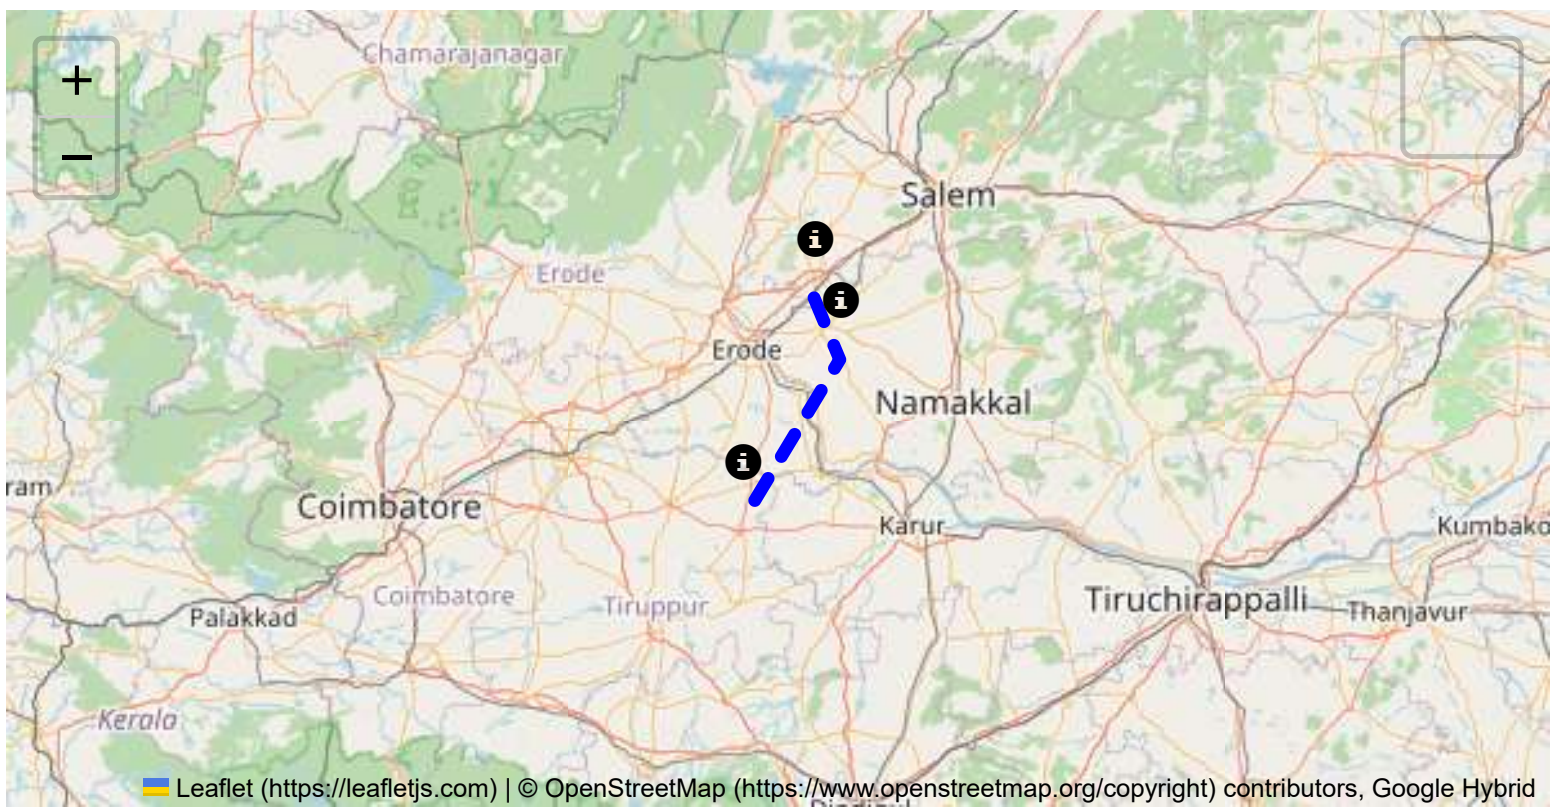 Chamarajanagar
+
−
Salem
i
Erode
i
Erode
Namakkal
i
ram
Coimbatore
Karur
Kumbako
Coimbatore
Tiruppur
Palakkad
Tiruchirappalli
Thanjavur
Kerala
Leaflet (https://leafletjs.com) | © OpenStreetMap (https://www.openstreetmap.org/copyright) contributors, Google Hybrid